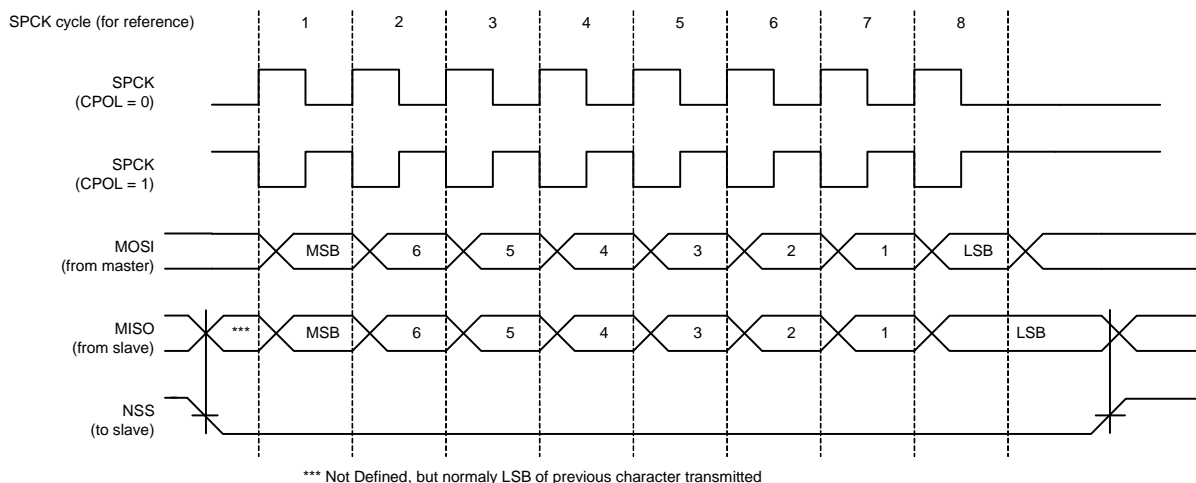 SPCK cycle (for reference) 1 2 3 4 5 6 7 8
SPCK
(CPOL = 0)
SPCK
(CPOL = 1)
MOSI
(from master)
MSB 6 5 4 3 2 1 LSB
MISO
(from slave)
*** MSB 6 5 4 3 2 1 LSB
NSS
(to slave)
*** Not Defined, but normaly LSB of previous character transmitted